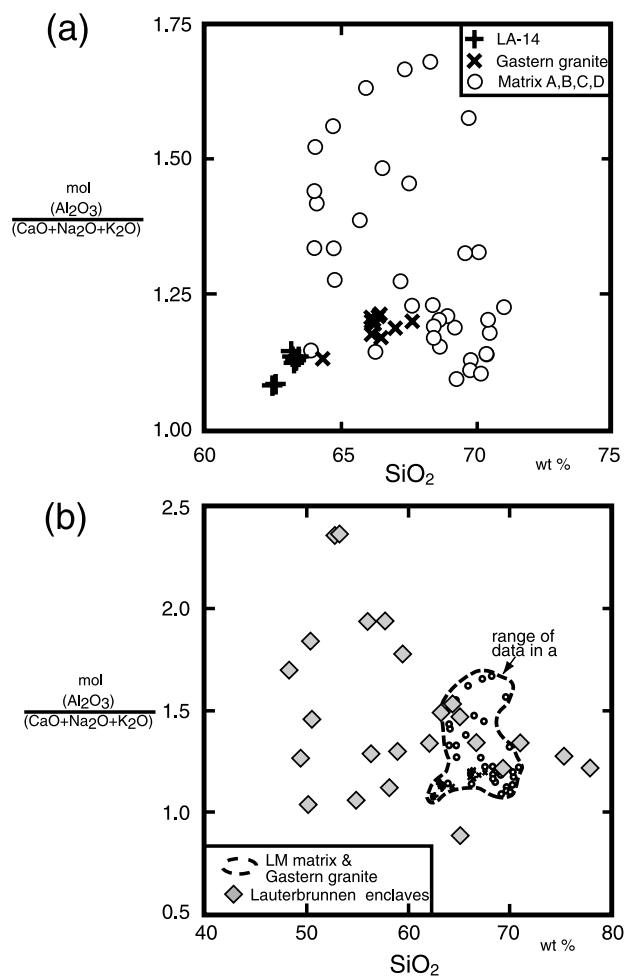 (a)
1.75
1.50
1.25
1.00
mol
(Al2O3)
(CaO+Na2O+K2O)
LA-14
Gastern granite
Matrix A,B,C,D
60 65 70 75
SiO2 wt %
(b)
2.5
2.0
1.5
1.0
0.5
mol
(Al2O3)
(CaO+Na2O+K2O)
range of
data in a
LM matrix &
Gastern granite
Lauterbrunnen enclaves
40 50 60 70 80
SiO2 wt %